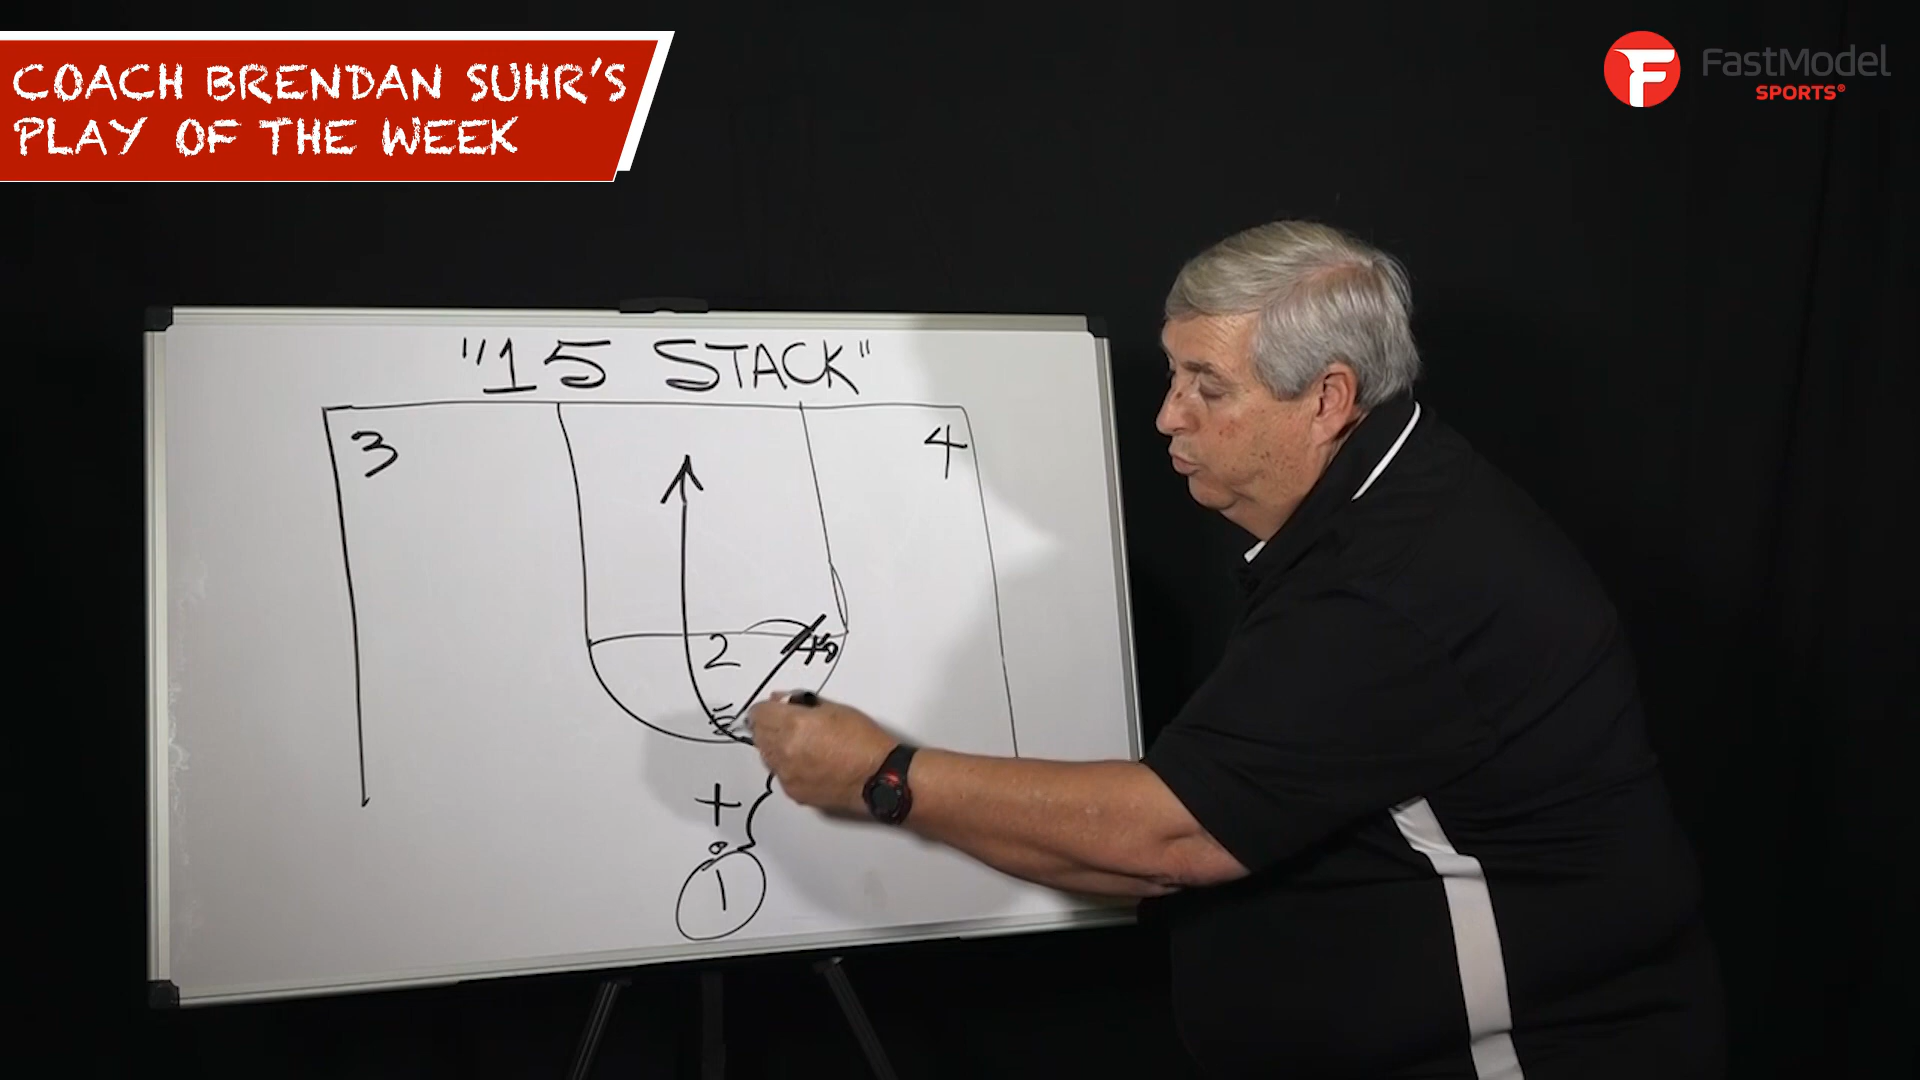 COACH BRENDAN SUHR'S
PLAY OF THE WEEK
FastModel
SPORTS®
"15 STACK"
3
4
2
1